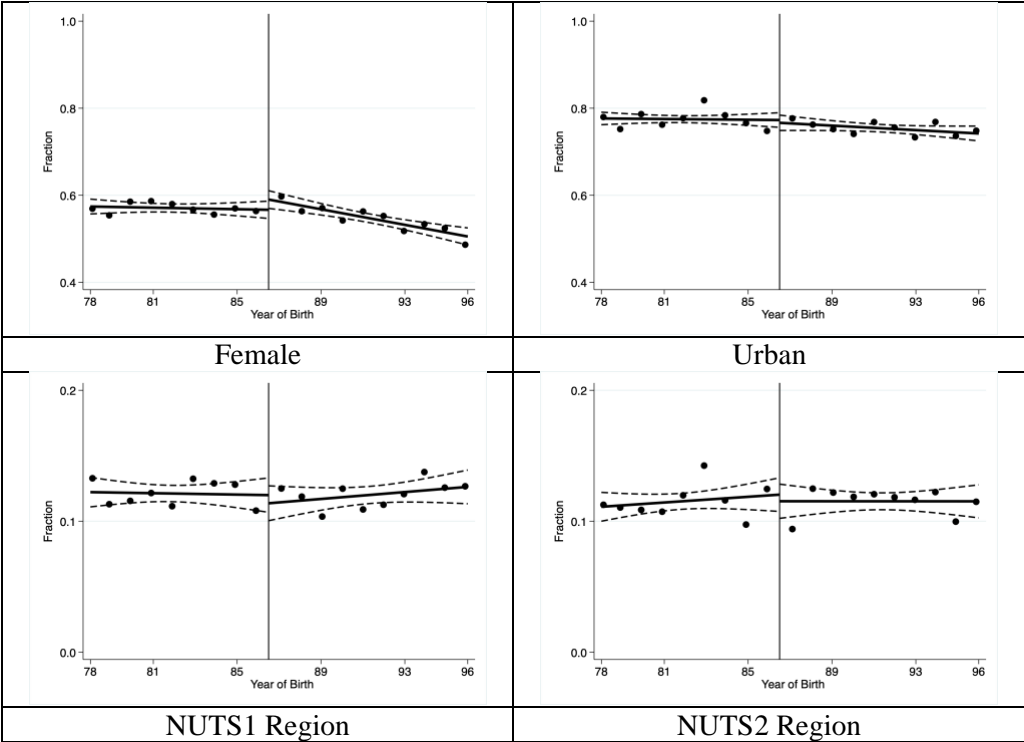 1.0
0.8
0.6
0.4
Fraction
78 81 85 89 93 96
Year of Birth
1.0
0.8
0.6
0.4
Fraction
78 81 85 89 93 96
Year of Birth
Female Urban
0.2
0.1
0.0
Fraction
78 81 85 89 93 96
Year of Birth
0.2
0.1
0.0
Fraction
78 81 85 89 93 96
Year of Birth
NUTS1 Region NUTS2 Region